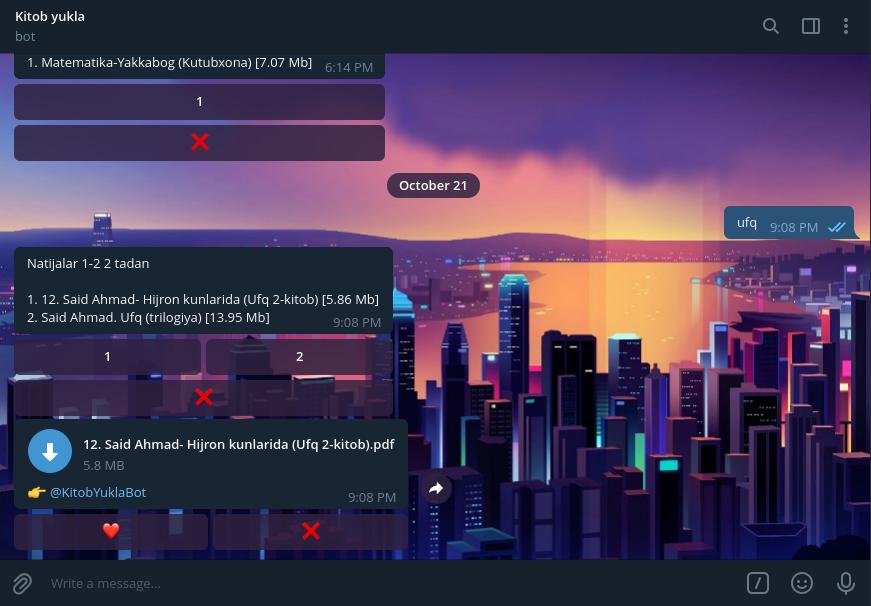 Kitob yukla
bot
1. Matematika-Yakkabog (Kutubxona) [7.07 Mb]
6:14 PM
1
October 21
ufq
9:08 PM
Natijalar 1-2 2 tadan
1. 12. Said Ahmad- Hijron kunlarida (Ufq 2-kitob) [5.86 Mb]
2. Said Ahmad. Ufq (trilogiya) [13.95 Mb]
9:08 PM
1
2
12. Said Ahmad- Hijron kunlarida (Ufq 2-kitob).pdf
5.8 MB
👉 @KitobYuklaBot
9:08 PM
Write a message...